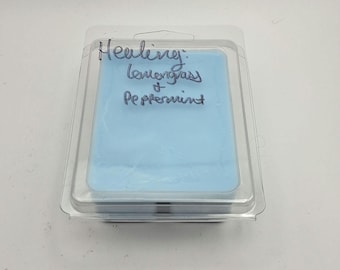 Healing:
Lemongrass
+
Peppermint